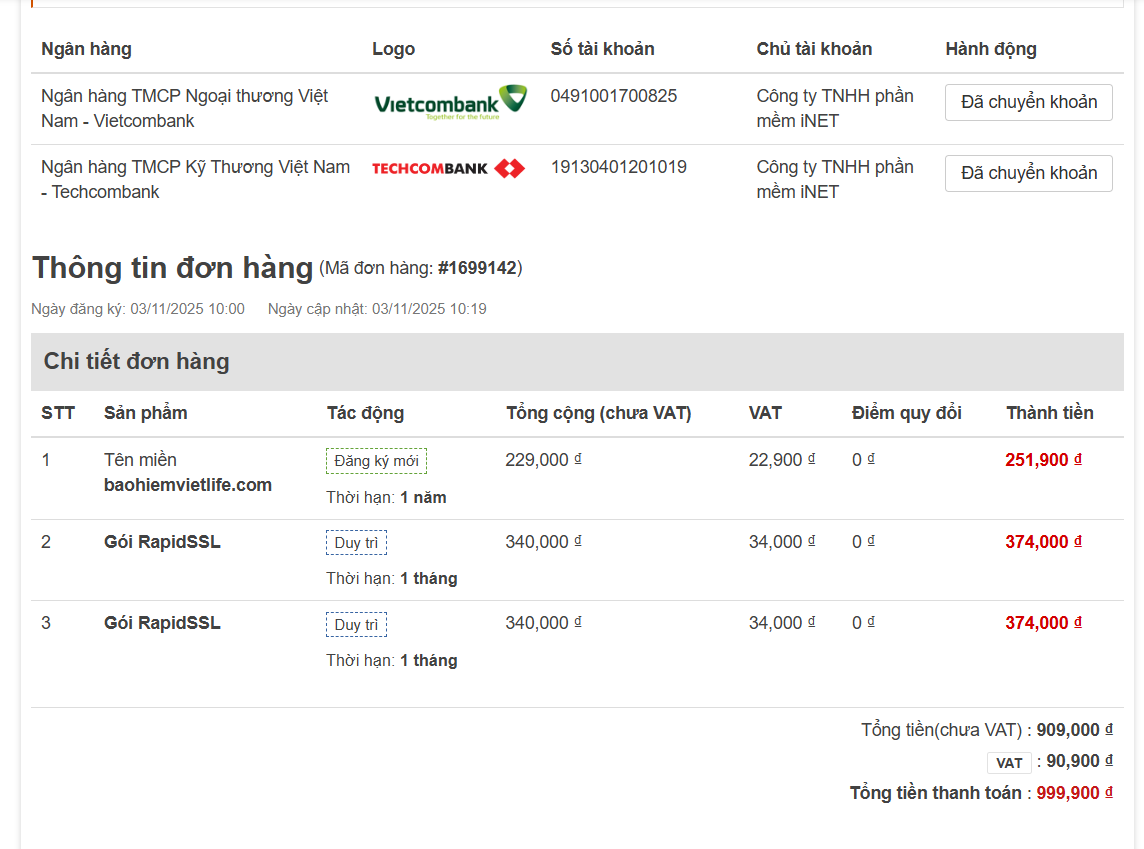 Ngân hàng Logo Số tài khoản Chủ tài khoản Hành động
Ngân hàng TMCP Ngoại thương Việt Nam - Vietcombank Vietcombank Together for the future 0491001700825 Công ty TNHH phần mềm iNET Đã chuyển khoản
Ngân hàng TMCP Kỹ Thương Việt Nam - Techcombank TECHCOMBANK 19130401201019 Công ty TNHH phần mềm iNET Đã chuyển khoản
Thông tin đơn hàng (Mã đơn hàng: #1699142)
Ngày đăng ký: 03/11/2025 10:00 Ngày cập nhật: 03/11/2025 10:19
Chi tiết đơn hàng
STT Sản phẩm Tác động Tổng cộng (chưa VAT) VAT Điểm quy đổi Thành tiền
1 Tên miền Đăng ký mới 229,000 ₫ 22,900 ₫ 0 ₫ 251,900 ₫
baohiemvietlife.com
Thời hạn: 1 năm
2 Gói RapidSSL Duy trì 340,000 ₫ 34,000 ₫ 0 ₫ 374,000 ₫
Thời hạn: 1 tháng
3 Gói RapidSSL Duy trì 340,000 ₫ 34,000 ₫ 0 ₫ 374,000 ₫
Thời hạn: 1 tháng
Tổng tiền(chưa VAT) : 909,000 ₫
VAT : 90,900 ₫
Tổng tiền thanh toán : 999,900 ₫